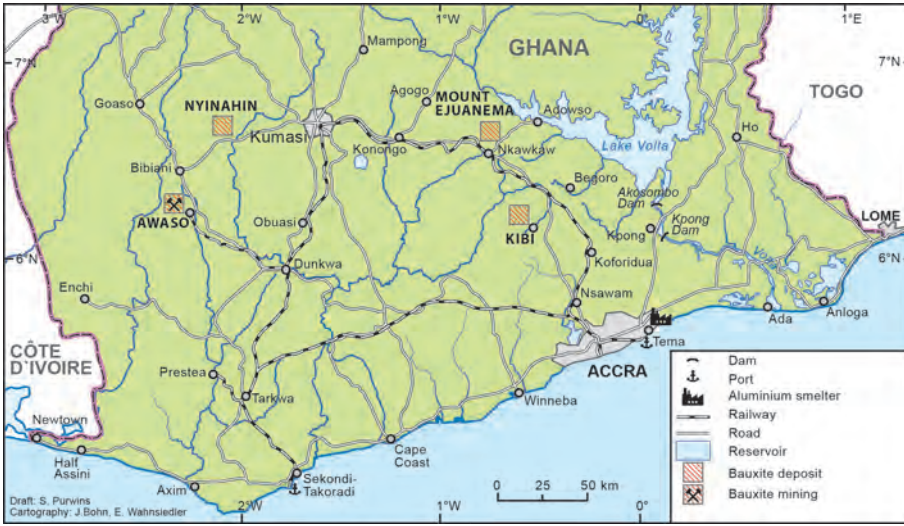 3°W
2°W
1°W
0°
1°E
7°N
7°N
Mampong
GHANA
TOGO
Goaso
NYINAHIN
Agogo
MOUNT
EJUANEMA
Adowso
Kumasi
Konongo
Nkawkaw
Lake Volta
Ho
Bibiani
Begoro
Akosombo
Dam
AWASO
Obuasi
KIBI
Kpong
Kpong
Dam
LOME
6°N
6°N
Dunkwa
Koforidua
Volta
Enchi
Nsawam
Ada
Anloga
CÔTE
D'IVOIRE
Tema
Prestea
ACCRA
Tarkwa
Winneba
Newtown
Half
Assini
Cape
Coast
Axim
Sekondi-
Takoradi
0 25 50 km
Dam
Port
Aluminium smelter
Railway
Road
Reservoir
Bauxite deposit
Bauxite mining
Draft: S. Purwins
Cartography: J.Bohn, E. Wahnsiedler
2°W
1°W
0°
1°E